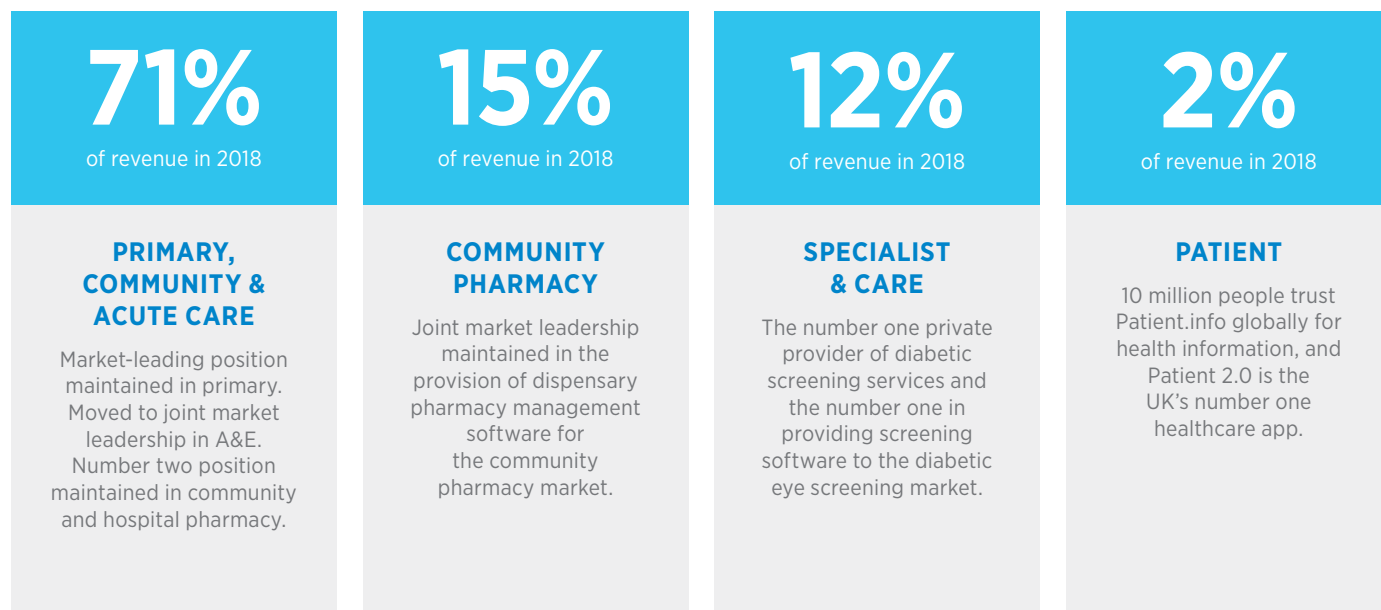 71%
of revenue in 2018
PRIMARY,
COMMUNITY &
ACUTE CARE
Market-leading position
maintained in primary.
Moved to joint market
leadership in A&E.
Number two position
maintained in community
and hospital pharmacy.
15%
of revenue in 2018
COMMUNITY
PHARMACY
Joint market leadership
maintained in the
provision of dispensary
pharmacy management
software for
the community
pharmacy market.
12%
of revenue in 2018
SPECIALIST
& CARE
The number one private
provider of diabetic
screening services and
the number one in
providing screening
software to the diabetic
eye screening market.
2%
of revenue in 2018
PATIENT
10 million people trust
Patient.info globally for
health information, and
Patient 2.0 is the
UK’s number one
healthcare app.